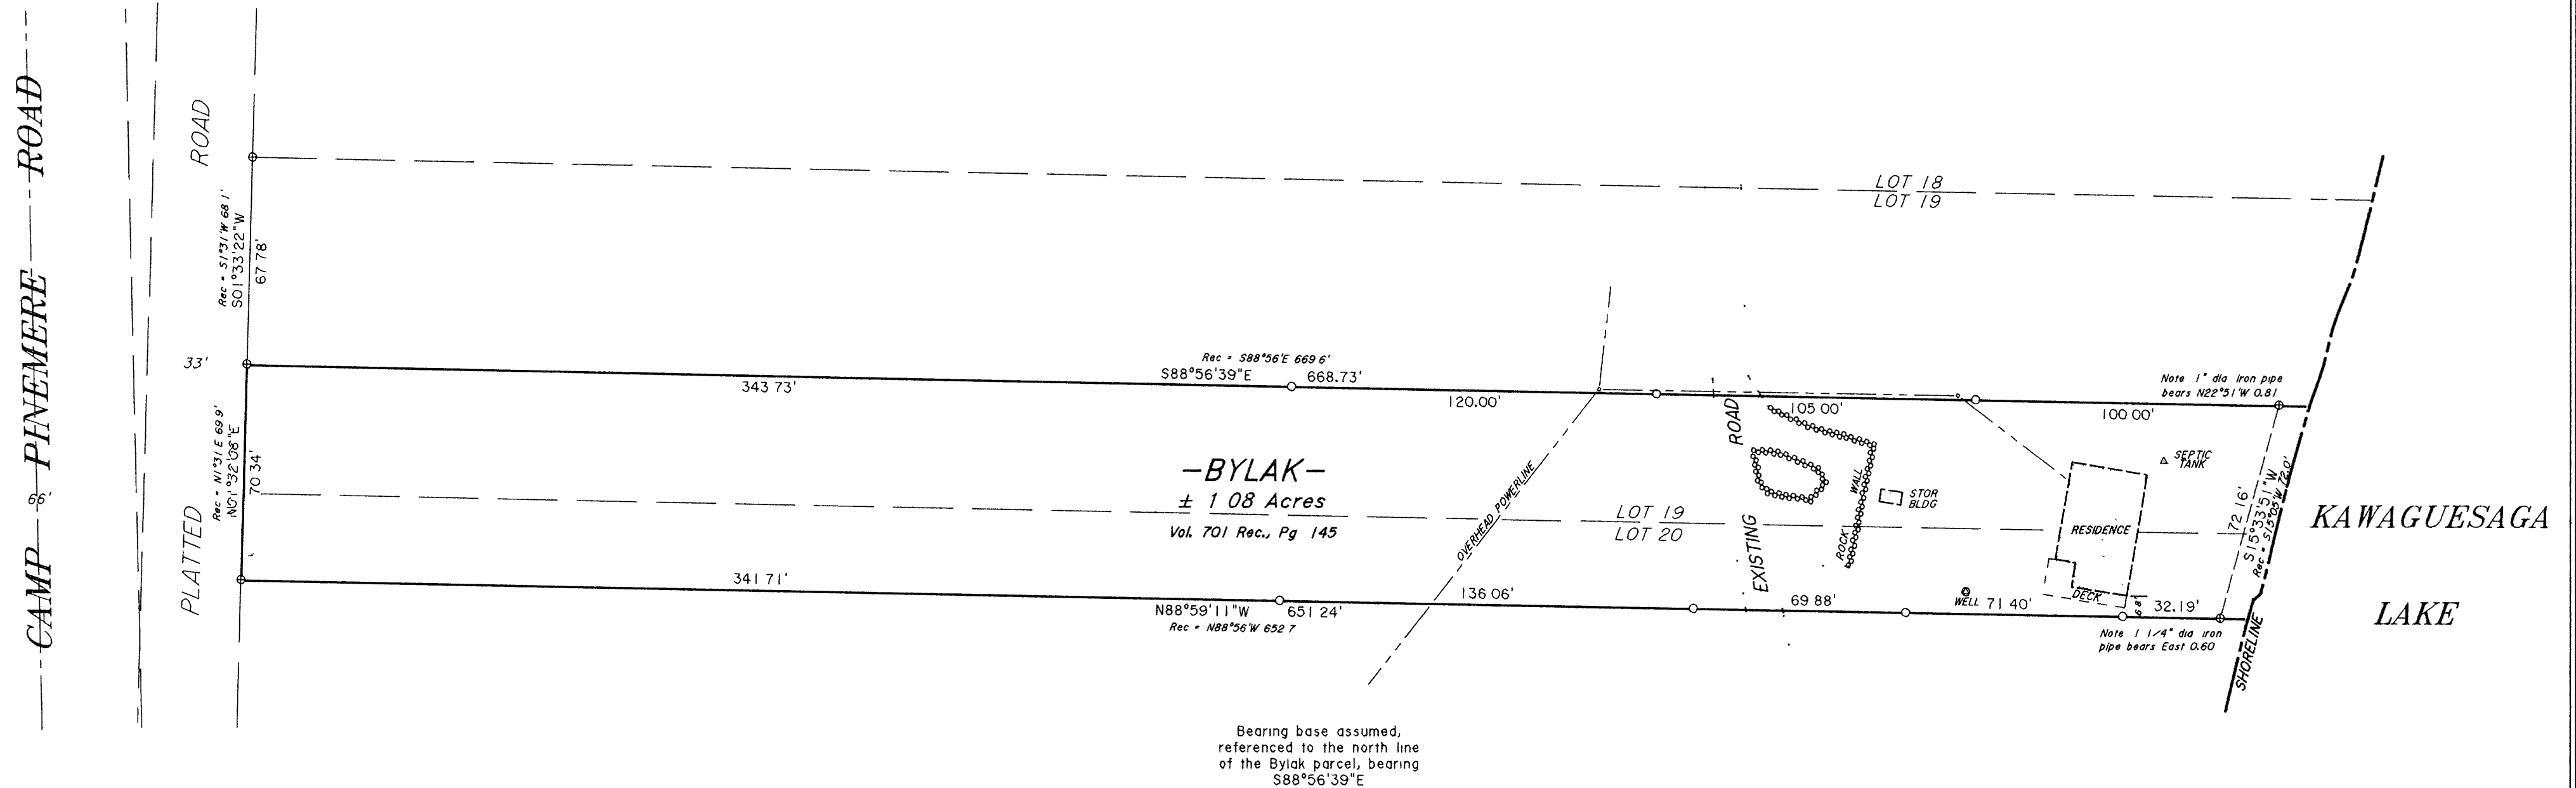 CAMP PINEMERE ROAD
66'
PLATTED ROAD
33'
Rec = S1°31'W 68 1'
S01°33'22"W
67 78'
Rec = N1°31 E 69 9'
N01°32'08"E
70 34'
LOT 18
LOT 19
Rec = S88°56'E 669 6'
S88°56'39"E 668.73'
343 73'
120.00'
105 00'
100 00'
Note 1" dia iron pipe
bears N22°51'W 0.81
-BYLAK-
± 1 08 Acres
Vol. 701 Rec., Pg 145
OVERHEAD POWERLINE
EXISTING ROAD
ROCK WALL
STOR
BLDG
SEPTIC
TANK
LOT 19
LOT 20
RESIDENCE
DECK
WELL
72 16'
S15°33'51"W
Rec = S15°05'W 72.0'
KAWAGUESAGA
LAKE
SHORELINE
341 71'
136 06'
69 88'
71 40'
6 8'
32.19'
N88°59'11"W 651 24'
Rec = N88°56'W 652 7
Note 1 1/4" dia iron
pipe bears East 0.60
Bearing base assumed,
referenced to the north line
of the Bylak parcel, bearing
S88°56'39"E